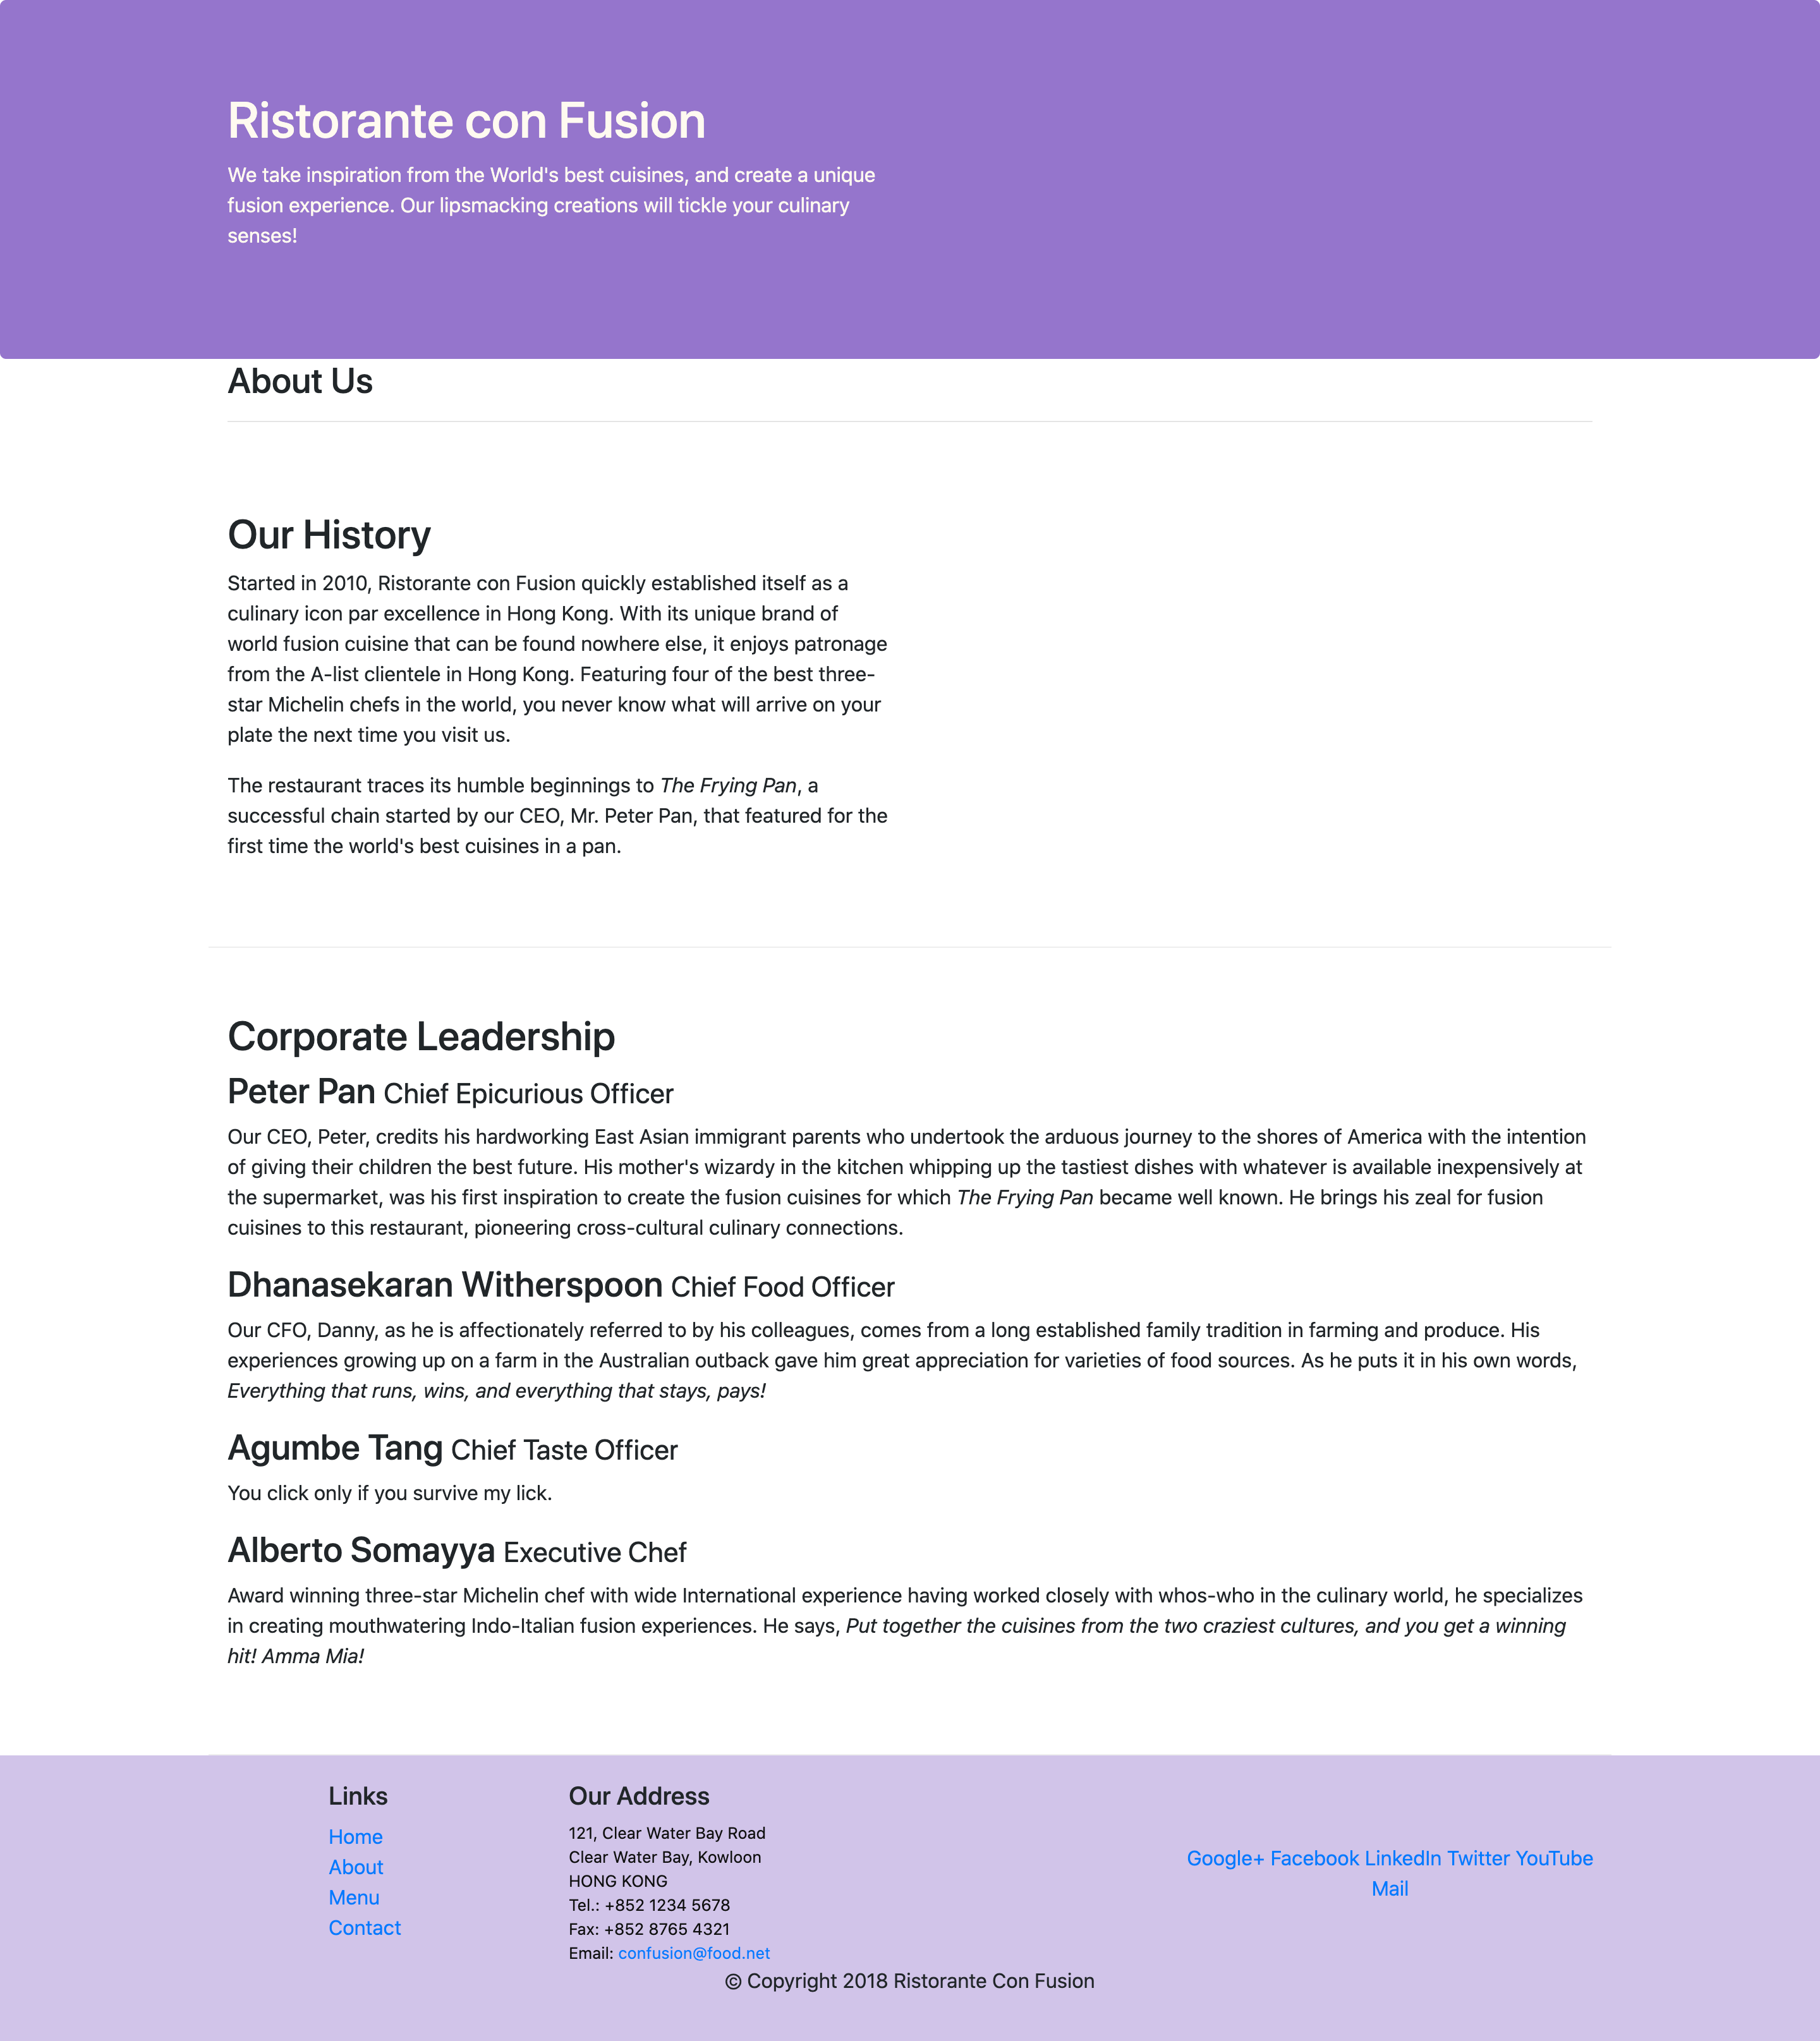 Ristorante con Fusion
We take inspiration from the World's best cuisines, and create a unique
fusion experience. Our lipsmacking creations will tickle your culinary
senses!
About Us
Our History
Started in 2010, Ristorante con Fusion quickly established itself as a
culinary icon par excellence in Hong Kong. With its unique brand of
world fusion cuisine that can be found nowhere else, it enjoys patronage
from the A-list clientele in Hong Kong. Featuring four of the best three-
star Michelin chefs in the world, you never know what will arrive on your
plate the next time you visit us.
The restaurant traces its humble beginnings to The Frying Pan, a
successful chain started by our CEO, Mr. Peter Pan, that featured for the
first time the world's best cuisines in a pan.
Corporate Leadership
Peter Pan Chief Epicurious Officer
Our CEO, Peter, credits his hardworking East Asian immigrant parents who undertook the arduous journey to the shores of America with the intention
of giving their children the best future. His mother's wizardy in the kitchen whipping up the tastiest dishes with whatever is available inexpensively at
the supermarket, was his first inspiration to create the fusion cuisines for which The Frying Pan became well known. He brings his zeal for fusion
cuisines to this restaurant, pioneering cross-cultural culinary connections.
Dhanasekaran Witherspoon Chief Food Officer
Our CFO, Danny, as he is affectionately referred to by his colleagues, comes from a long established family tradition in farming and produce. His
experiences growing up on a farm in the Australian outback gave him great appreciation for varieties of food sources. As he puts it in his own words,
Everything that runs, wins, and everything that stays, pays!
Agumbe Tang Chief Taste Officer
You click only if you survive my lick.
Alberto Somayya Executive Chef
Award winning three-star Michelin chef with wide International experience having worked closely with whos-who in the culinary world, he specializes
in creating mouthwatering Indo-Italian fusion experiences. He says, Put together the cuisines from the two craziest cultures, and you get a winning
hit! Amma Mia!
Links
Home
About
Menu
Contact
Our Address
121, Clear Water Bay Road
Clear Water Bay, Kowloon
HONG KONG
Tel.: +852 1234 5678
Fax: +852 8765 4321
Email: confusion@food.net
Google+ Facebook LinkedIn Twitter YouTube
Mail
© Copyright 2018 Ristorante Con Fusion